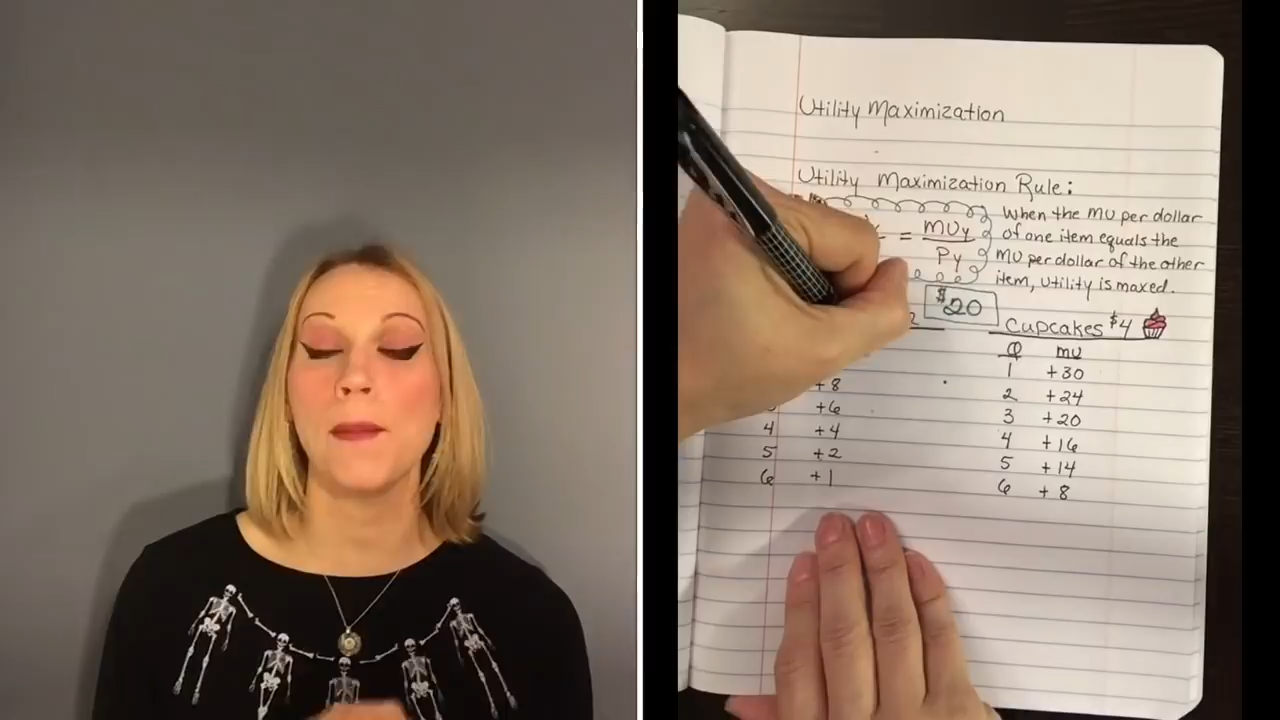 Utility Maximization
Utility Maximization Rule:
= MUy
Py
When the MU per dollar
of one item equals the
MU per dollar of the other
item, utility is maxed.
$20
2
Cupcakes $4
Q MU
1 +30
2 +24
3 +20
4 +16
5 +14
6 +8
+8
+6
4 +4
5 +2
6 +1